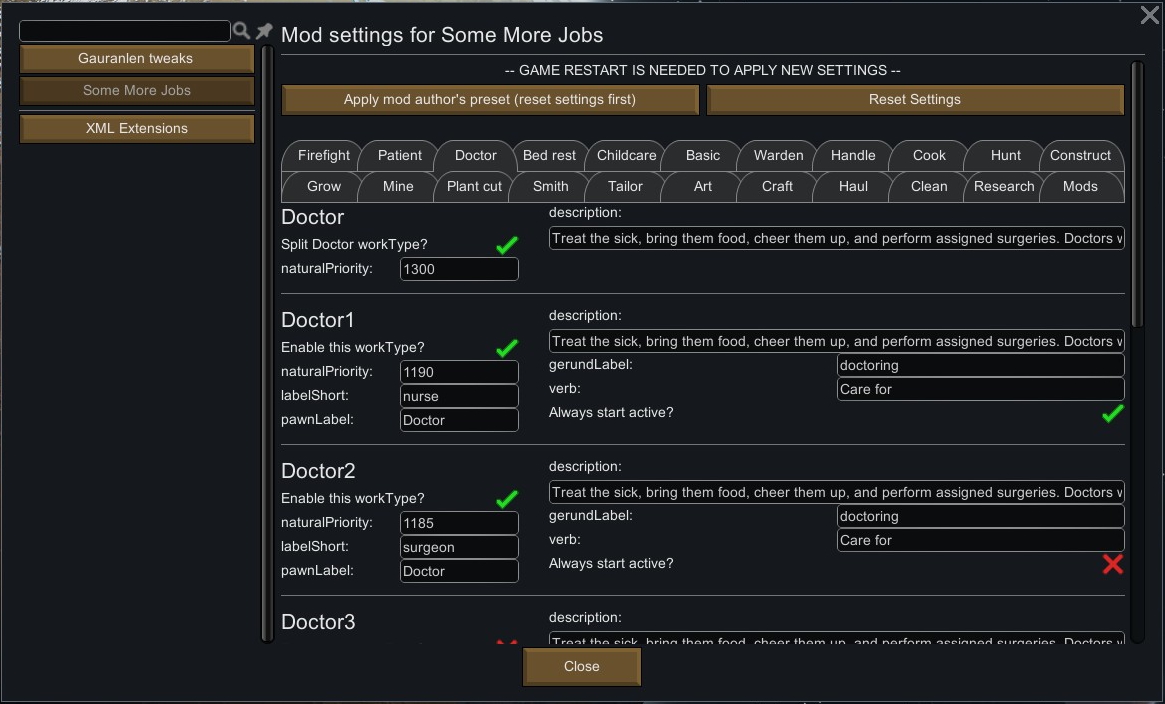 Gauranlen tweaks
Some More Jobs
XML Extensions
Mod settings for Some More Jobs
-- GAME RESTART IS NEEDED TO APPLY NEW SETTINGS --
Apply mod author's preset (reset settings first) Reset Settings
Firefight Patient Doctor Bed rest Childcare Basic Warden Handle Cook Hunt Construct
Grow Mine Plant cut Smith Tailor Art Craft Haul Clean Research Mods
Doctor
description:
Split Doctor workType?
Treat the sick, bring them food, cheer them up, and perform assigned surgeries. Doctors w
naturalPriority: 1300
Doctor1
description:
Enable this workType?
Treat the sick, bring them food, cheer them up, and perform assigned surgeries. Doctors w
naturalPriority: 1190
gerundLabel: doctoring
labelShort: nurse
verb: Care for
pawnLabel: Doctor
Always start active?
Doctor2
description:
Enable this workType?
Treat the sick, bring them food, cheer them up, and perform assigned surgeries. Doctors w
naturalPriority: 1185
gerundLabel: doctoring
labelShort: surgeon
verb: Care for
pawnLabel: Doctor
Always start active?
Doctor3
description:
Treat the sick, bring them food, cheer them up, and perform assigned surgeries. Doctors w
Close